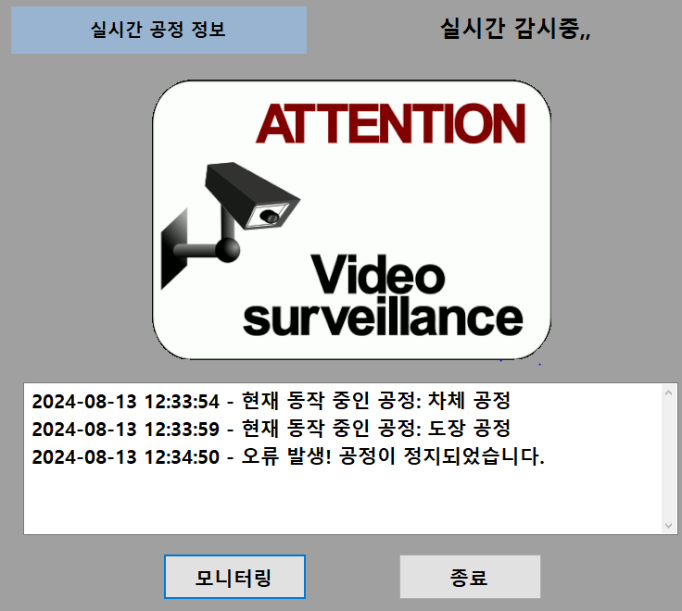 실시간 공정 정보
실시간 감시중,,
ATTENTION
Video
surveillance
2024-08-13 12:33:54 - 현재 동작 중인 공정: 차체 공정
2024-08-13 12:33:59 - 현재 동작 중인 공정: 도장 공정
2024-08-13 12:34:50 - 오류 발생! 공정이 정지되었습니다.
모니터링
종료